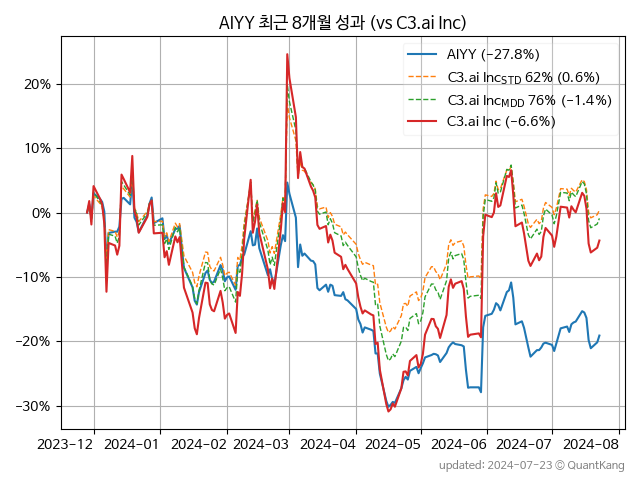 AIYY 최근 8개월 성과 (vs C3.ai Inc)
AIYY (−27.8%)
C3.ai Inc_STD 62% (0.6%)
C3.ai Inc_MDD 76% (−1.4%)
C3.ai Inc (−6.6%)
20%
10%
0%
−10%
−20%
−30%
2023-12 2024-01 2024-02 2024-03 2024-04 2024-05 2024-06 2024-07 2024-08
updated: 2024-07-23 ⓒ QuantKang